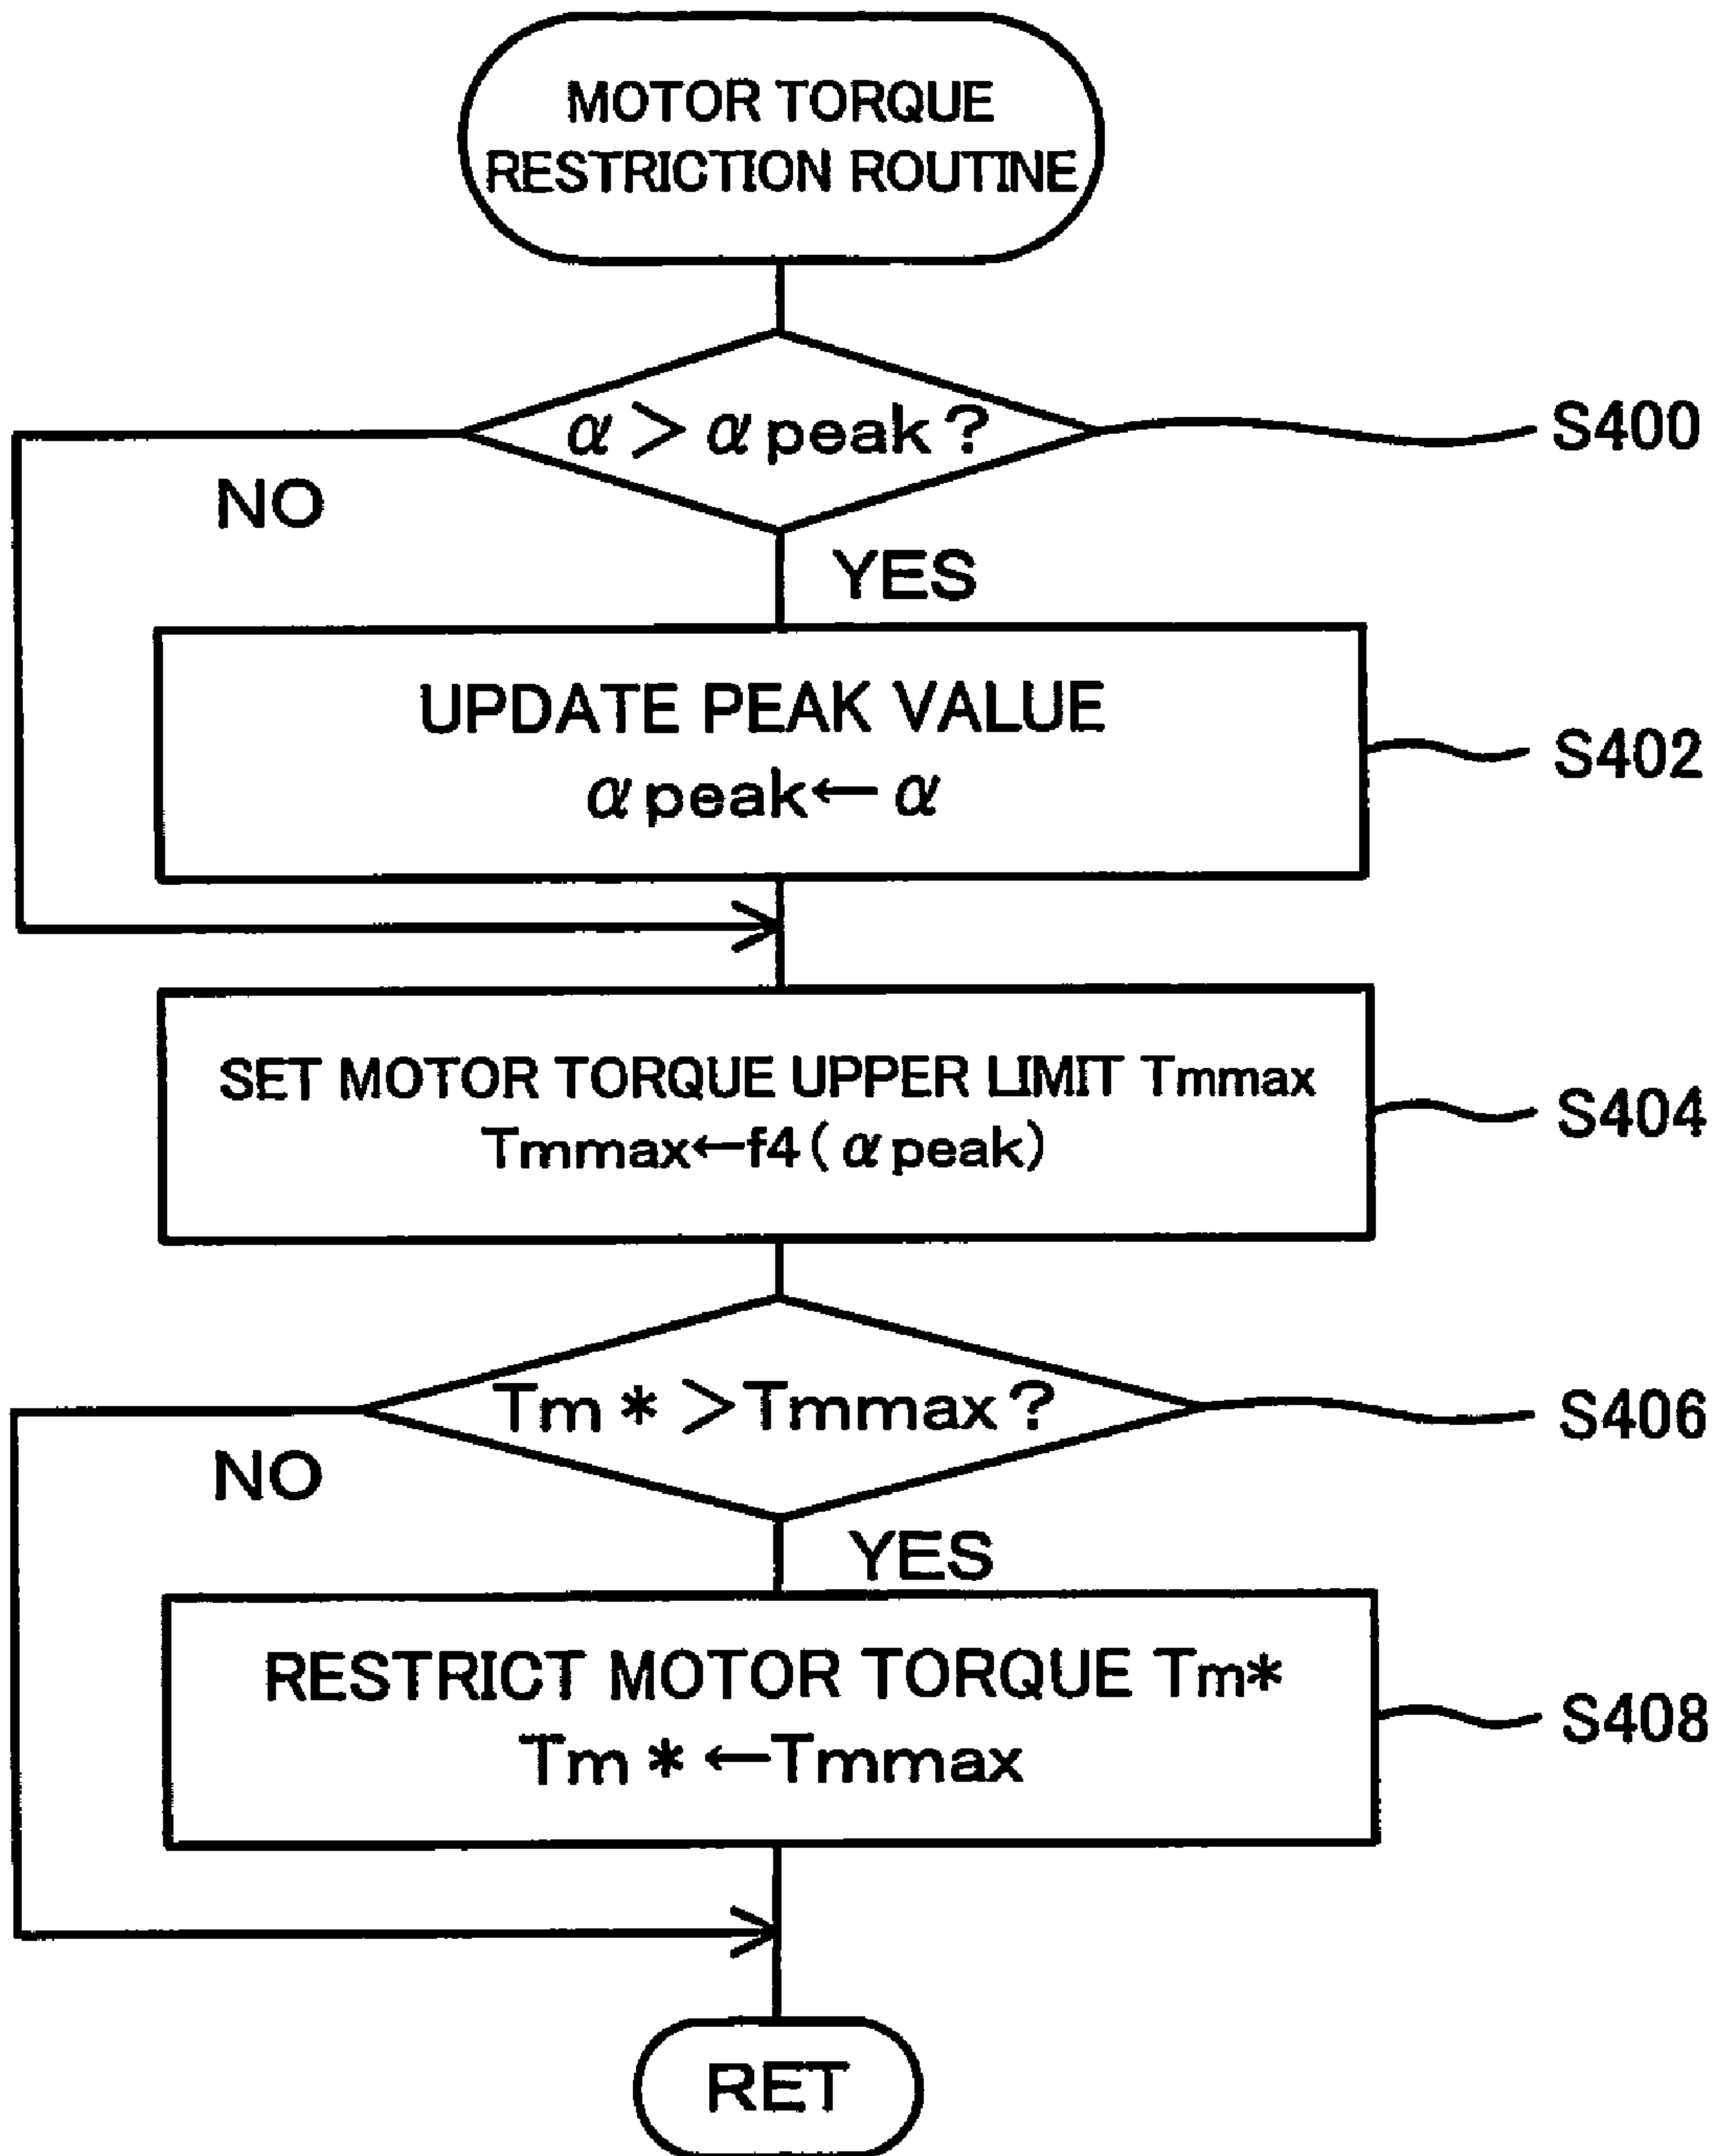 MOTOR TORQUE
RESTRICTION ROUTINE
α > α peak ?
S400
NO
YES
UPDATE PEAK VALUE
α peak ← α
S402
SET MOTOR TORQUE UPPER LIMIT Tmmax
Tmmax←f4 ( α peak)
S404
Tm * > Tmmax ?
S406
NO
YES
RESTRICT MOTOR TORQUE Tm*
Tm * ← Tmmax
S408
RET